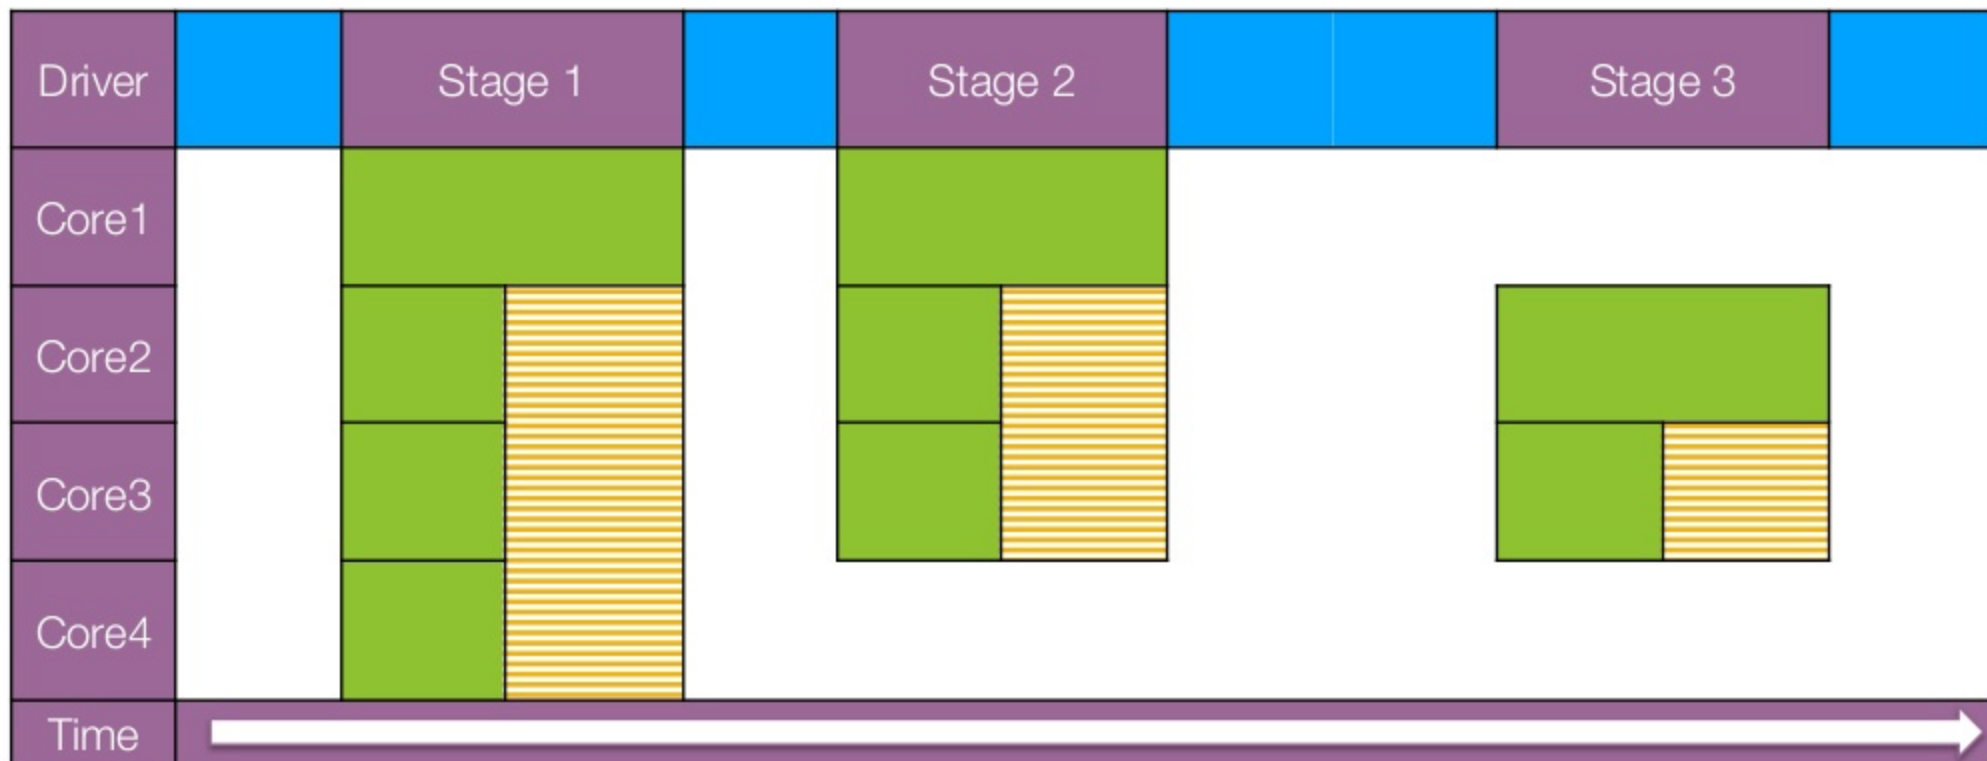 Driver
Stage 1
Stage 2
Stage 3
Core1
Core2
Core3
Core4
Time